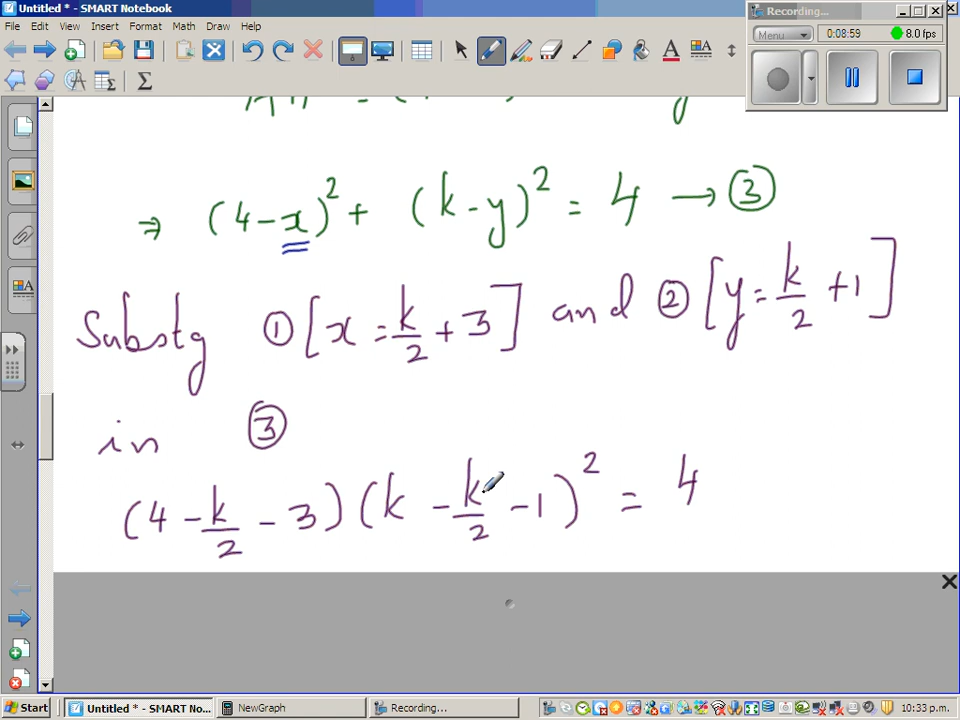 Untitled * - SMART Notebook
Recording...
File Edit View Insert Format Math Draw Help
Menu 0:08:59 8.0 fps
⇒ (4-x)² + (k-y)² = 4 → ③
Substg ① [x = k/2 + 3] and ② [y = k/2 + 1]
in ③
(4 - k/2 - 3) (k - k/2 - 1)² = 4
Start Untitled * - SMART No... NewGraph Recording... 10:33 p.m.